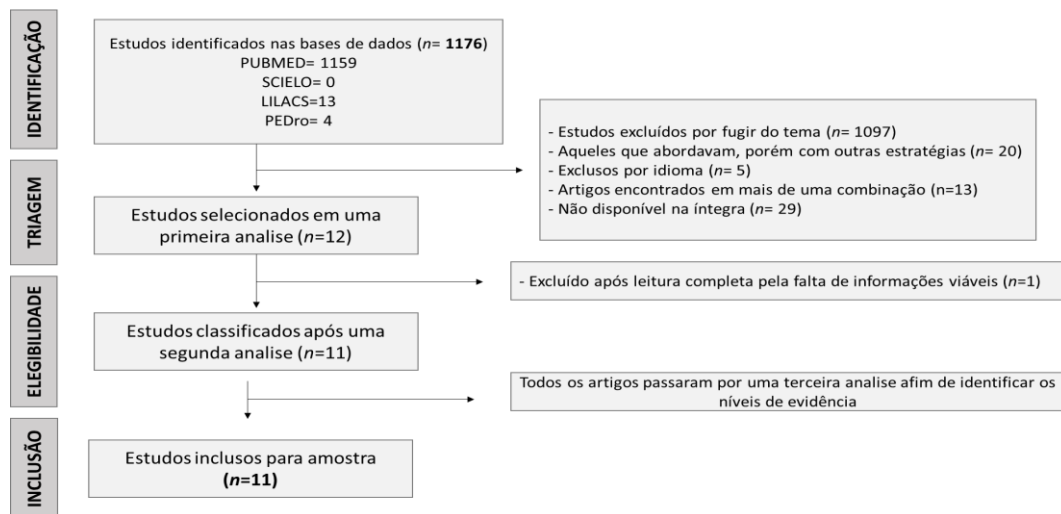 IDENTIFICAÇÃO
Estudos identificados nas bases de dados (n= 1176)
PUBMED= 1159
SCIELO= 0
LILACS=13
PEDro= 4
- Estudos excluídos por fugir do tema (n= 1097)
- Aqueles que abordavam, porém com outras estratégias (n= 20)
- Exclusos por idioma (n= 5)
- Artigos encontrados em mais de uma combinação (n=13)
- Não disponível na íntegra (n= 29)
TRIAGEM
Estudos selecionados em uma
primeira analise (n=12)
- Excluído após leitura completa pela falta de informações viáveis (n=1)
ELEGIBILIDADE
Estudos classificados após uma
segunda analise (n=11)
Todos os artigos passaram por uma terceira analise afim de identificar os
níveis de evidência
INCLUSÃO
Estudos inclusos para amostra
(n=11)